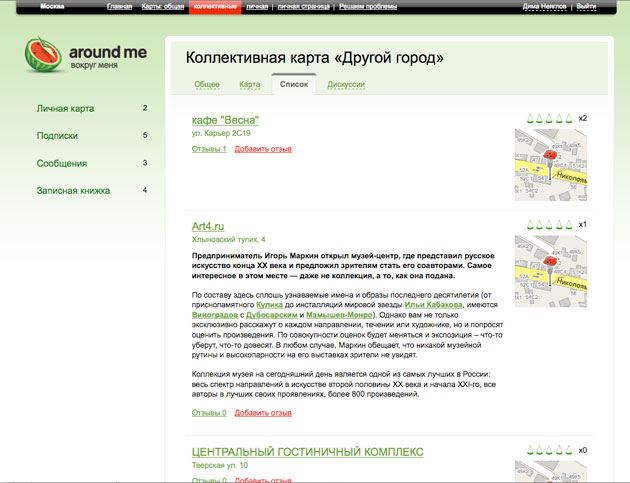 Москва Главная Карты: общая коллективные личная | личная страница | Решаем проблемы Дима Неяглов | Выйти
around me
вокруг меня
Личная карта 2
Подписки 5
Сообщения 3
Записная книжка 4
Коллективная карта «Другой город»
Общее Карта Список Дискуссии
кафе "Весна"
x2
ул. Карьер 2С19
Отзывы 1 Добавить отзыв
Николоям
Art4.ru
x1
Хлыновский тупик, 4
Предприниматель Игорь Маркин открыл музей-центр, где представил русское
искусство конца XX века и предложил зрителям стать его соавторами. Самое
интересное в этом месте — даже не коллекция, а то, как она подана.
По составу здесь сплошь узнаваемые имена и образы последнего десятилетия (от
приснопамятного Кулика до инсталляций мировой звезды Ильи Кабакова, имеются
Виноградов с Дубосарским и Мамышев-Монро). Однако вам не только
эксклюзивно расскажут о каждом направлении, течении или художнике, но и попросят
оценить произведения. По совокупности оценок будет меняться и экспозиция – что-то
уберут, что-то довесят. В любом случае, Маркин обещает, что никакой музейной
рутины и высокопарности на его выставках зрители не увидят.
Коллекция музея на сегодняшний день является одной из самых лучших в России:
весь спектр направлений в искусстве второй половины XX века и начала XXI-го, все
авторы в лучших своих проявлениях, более 800 произведений.
Николоям
Отзывы 0 Добавить отзыв
ЦЕНТРАЛЬНЫЙ ГОСТИНИЧНЫЙ КОМПЛЕКС
x0
Тверская ул. 10
Отзывы 0 Добавить отзыв